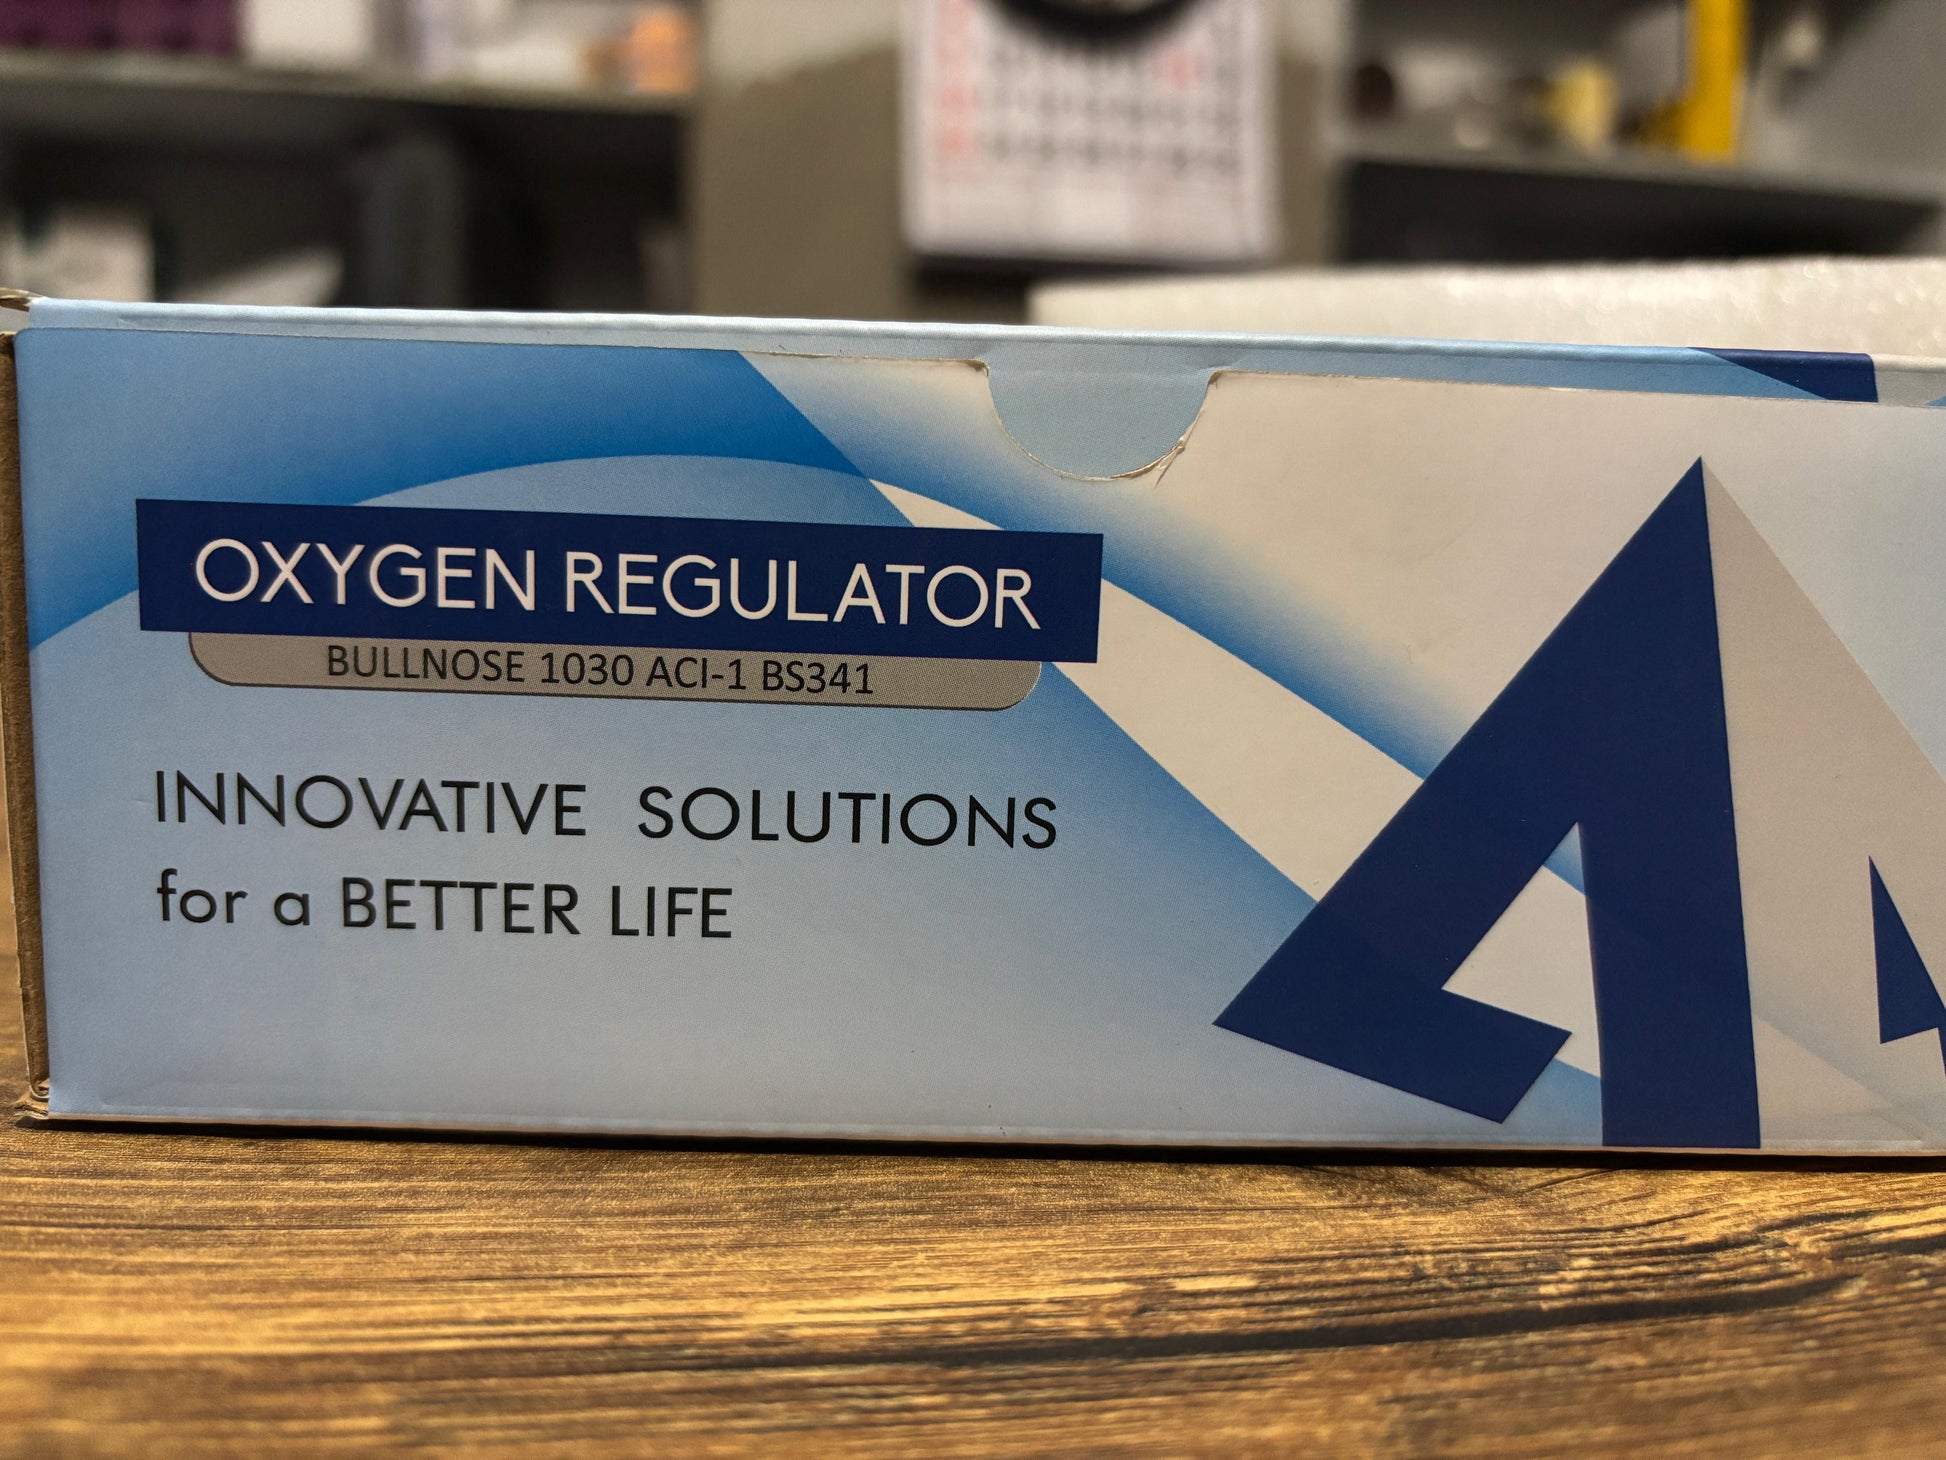 OXYGEN REGULATOR
BULLNOSE 1030 ACI-1 BS341
INNOVATIVE SOLUTIONS
for a BETTER LIFE